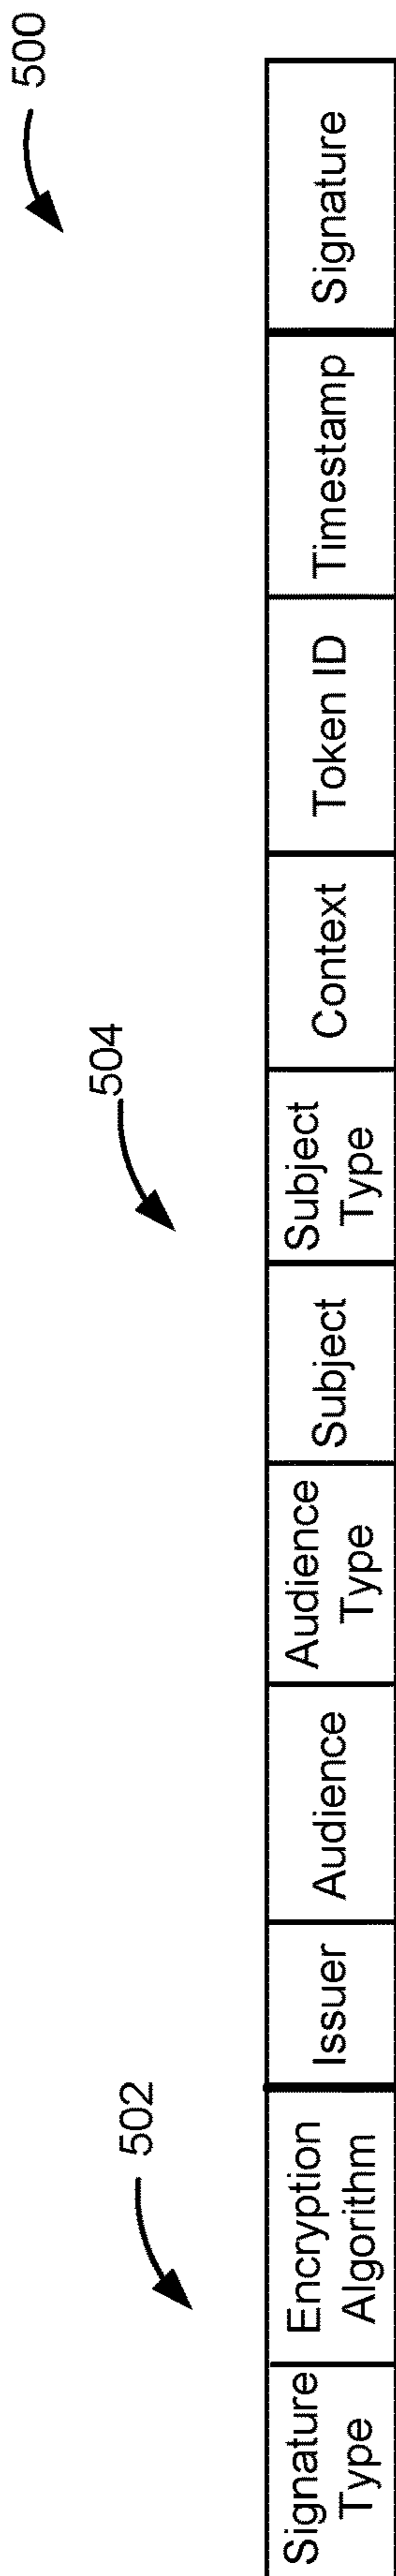 500
502
504
Signature
Type
Encryption
Algorithm
Issuer
Audience
Audience
Type
Subject
Subject
Type
Context
Token ID
Timestamp
Signature